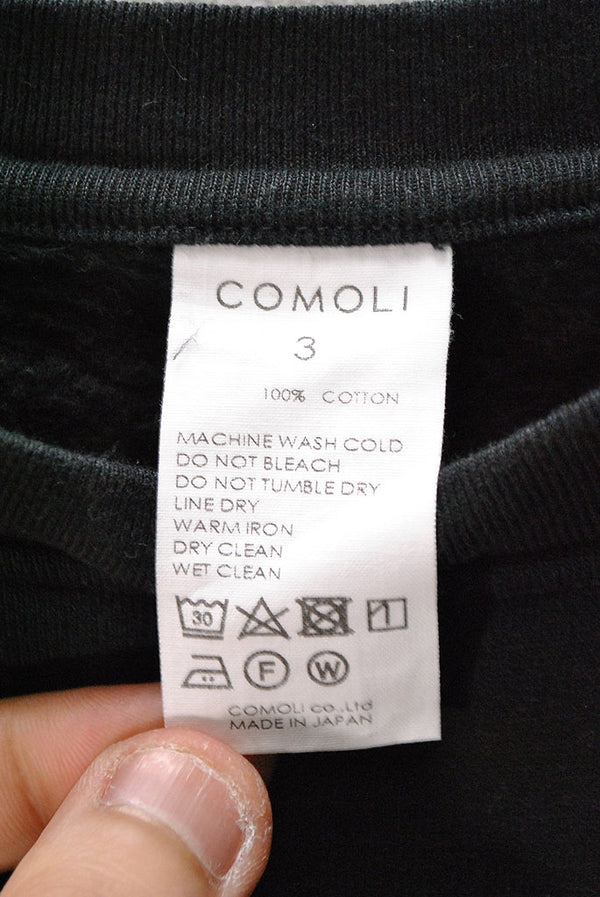 COMOLI
3
100% COTTON
MACHINE WASH COLD
DO NOT BLEACH
DO NOT TUMBLE DRY
LINE DRY
WARM IRON
DRY CLEAN
WET CLEAN
30
F W
COMOLI co.,Ltd
MADE IN JAPAN